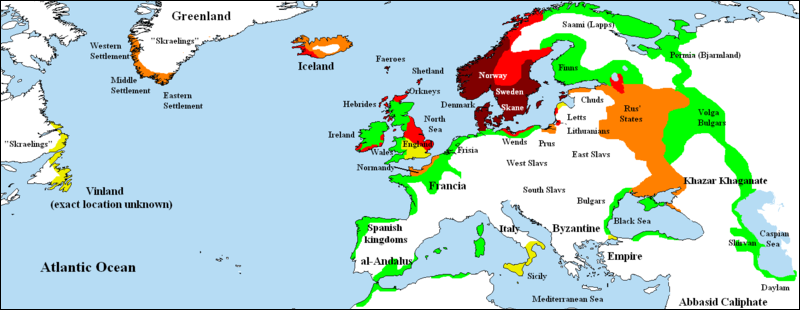 Greenland
"Skraelings"
Western
Settlement
Middle
Settlement
Eastern
Settlement
Iceland
Faeroes
Shetland
Orkneys
Hebrides
Ireland
Wales
England
North
Sea
Normandy
Frisia
Denmark
Norway
Sweden
Skane
Saami (Lapps)
Finns
Permia (Bjarmland)
Chuds
Letts
Lithuanians
Rus'
States
Volga
Bulgars
Wends
Prus
West Slavs
East Slavs
South Slavs
Francia
Khazar Khaganate
Bulgars
Black Sea
Caspian
Sea
Shirvan
Daylam
Spanish
kingdoms
al-Andalus
Italy
Sicily
Byzantine
Empire
Mediterranean Sea
Abbasid Caliphate
"Skraelings"
Vinland
(exact location unknown)
Atlantic Ocean